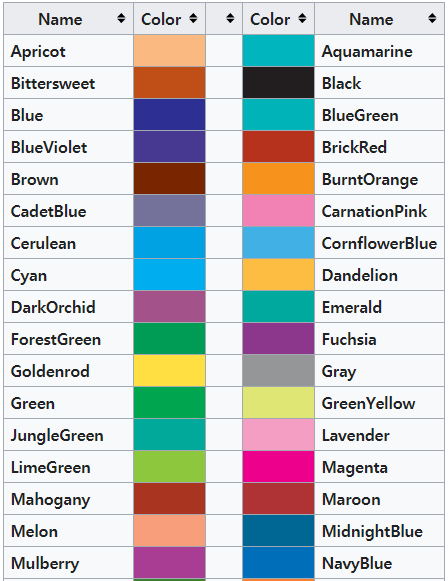 Name Color Color Name
Apricot Aquamarine
Bittersweet Black
Blue BlueGreen
BlueViolet BrickRed
Brown BurntOrange
CadetBlue CarnationPink
Cerulean CornflowerBlue
Cyan Dandelion
DarkOrchid Emerald
ForestGreen Fuchsia
Goldenrod Gray
Green GreenYellow
JungleGreen Lavender
LimeGreen Magenta
Mahogany Maroon
Melon MidnightBlue
Mulberry NavyBlue